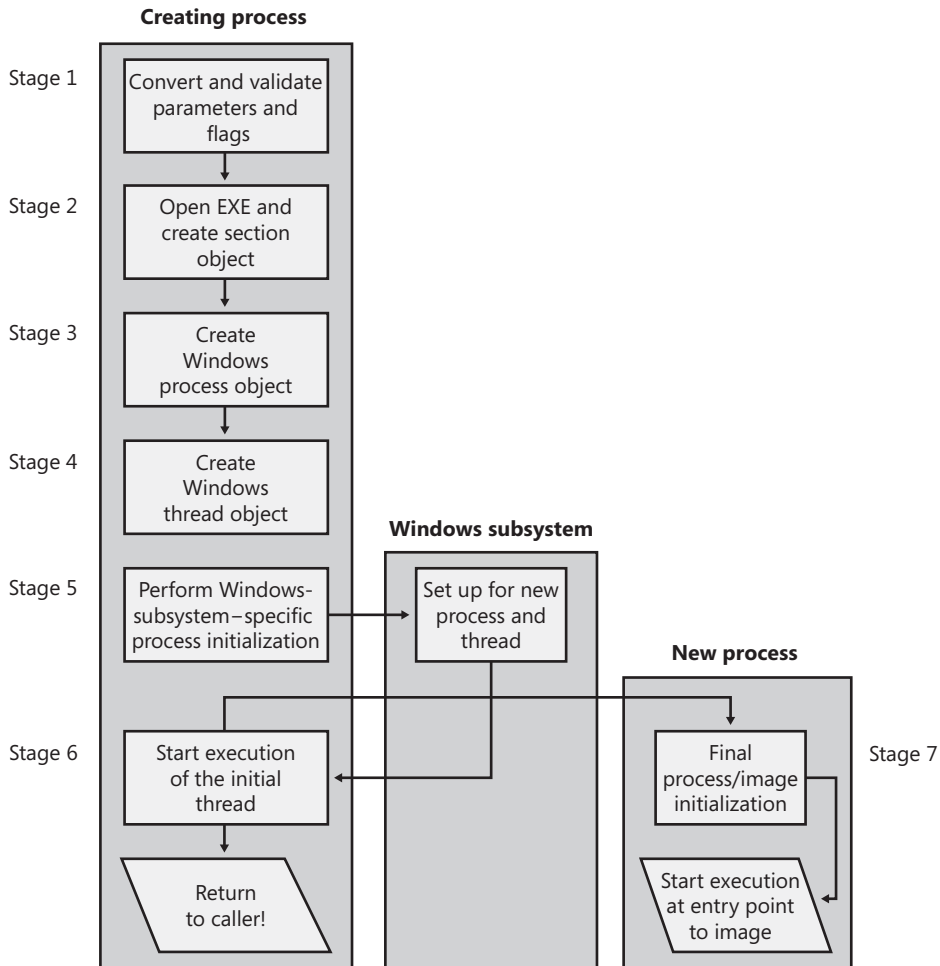 Creating process
Stage 1
Convert and validate
parameters and
flags
Stage 2
Open EXE and
create section
object
Stage 3
Create
Windows
process object
Stage 4
Create
Windows
thread object
Windows subsystem
Stage 5
Perform Windows-
subsystem–specific
process initialization
Set up for new
process and
thread
New process
Stage 6
Start execution
of the initial
thread
Final
process/image
initialization
Stage 7
Return
to caller!
Start execution
at entry point
to image